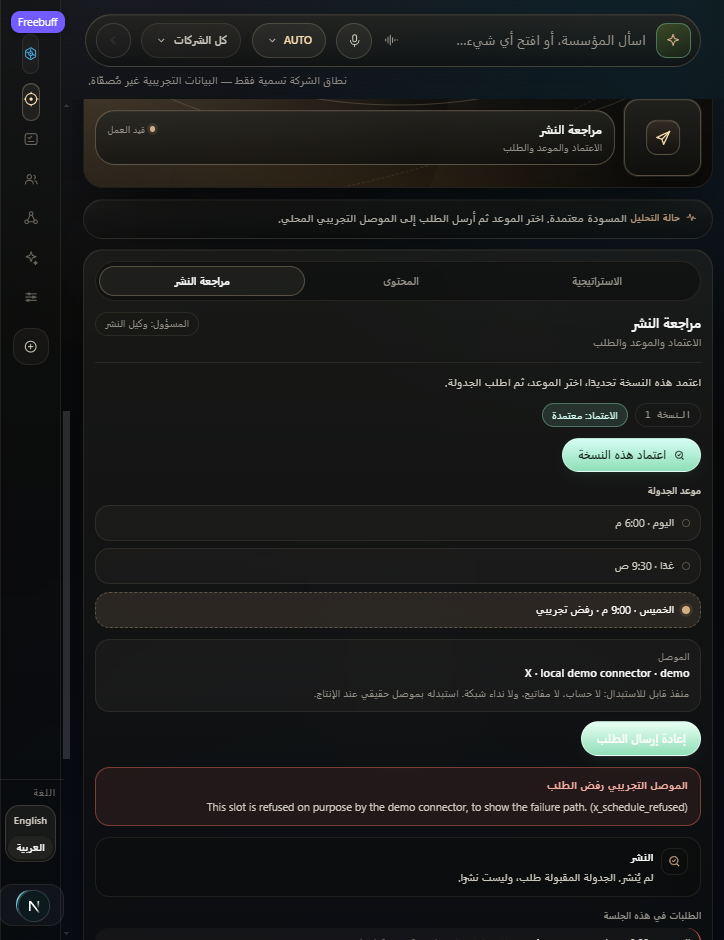 Freebuff
اسأل المؤسسة، أو افتح أي شيء...
AUTO
كل الشركات
نطاق الشركة تسمية فقط — البيانات التجريبية غير مُصفّاة.
مراجعة النشر
قيد العمل
الاعتماد والموعد والطلب
حالة التحليل المسودة معتمدة. اختر الموعد ثم أرسل الطلب إلى الموصل التجريبي المحلي.
الاستراتيجية
المحتوى
مراجعة النشر
مراجعة النشر
المسؤول: وكيل النشر
الاعتماد والموعد والطلب
اعتمد هذه النسخة تحديدًا، اختر الموعد، ثم اطلب الجدولة.
النسخة 1
الاعتماد: معتمدة
اعتماد هذه النسخة
موعد الجدولة
اليوم · 6:00 م
غدًا · 9:30 ص
الخميس · 9:00 م · رفض تجريبي
الموصل
X · local demo connector · demo
منفذ قابل للاستبدال: لا حساب، لا مفاتيح، ولا نداء شبكة. استبدله بموصل حقيقي عند الإنتاج.
إعادة إرسال الطلب
الموصل التجريبي رفض الطلب
This slot is refused on purpose by the demo connector, to show the failure path. (x_schedule_refused)
النشر
لم يُنشر. الجدولة المقبولة طلب، وليست نشرًا.
الطلبات في هذه الجلسة
اللغة
English
العربية
N